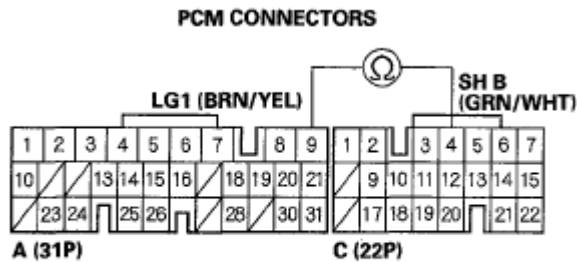 PCM CONNECTORS
Ω
SH B
LG1 (BRN/YEL) (GRN/WHT)
1 2 3 4 5 6 7 8 9 1 2 3 4 5 6 7
10 13 14 15 16 18 19 20 21 9 10 11 12 13 14 15
23 24 25 26 28 30 31 17 18 19 20 21 22
A (31P) C (22P)